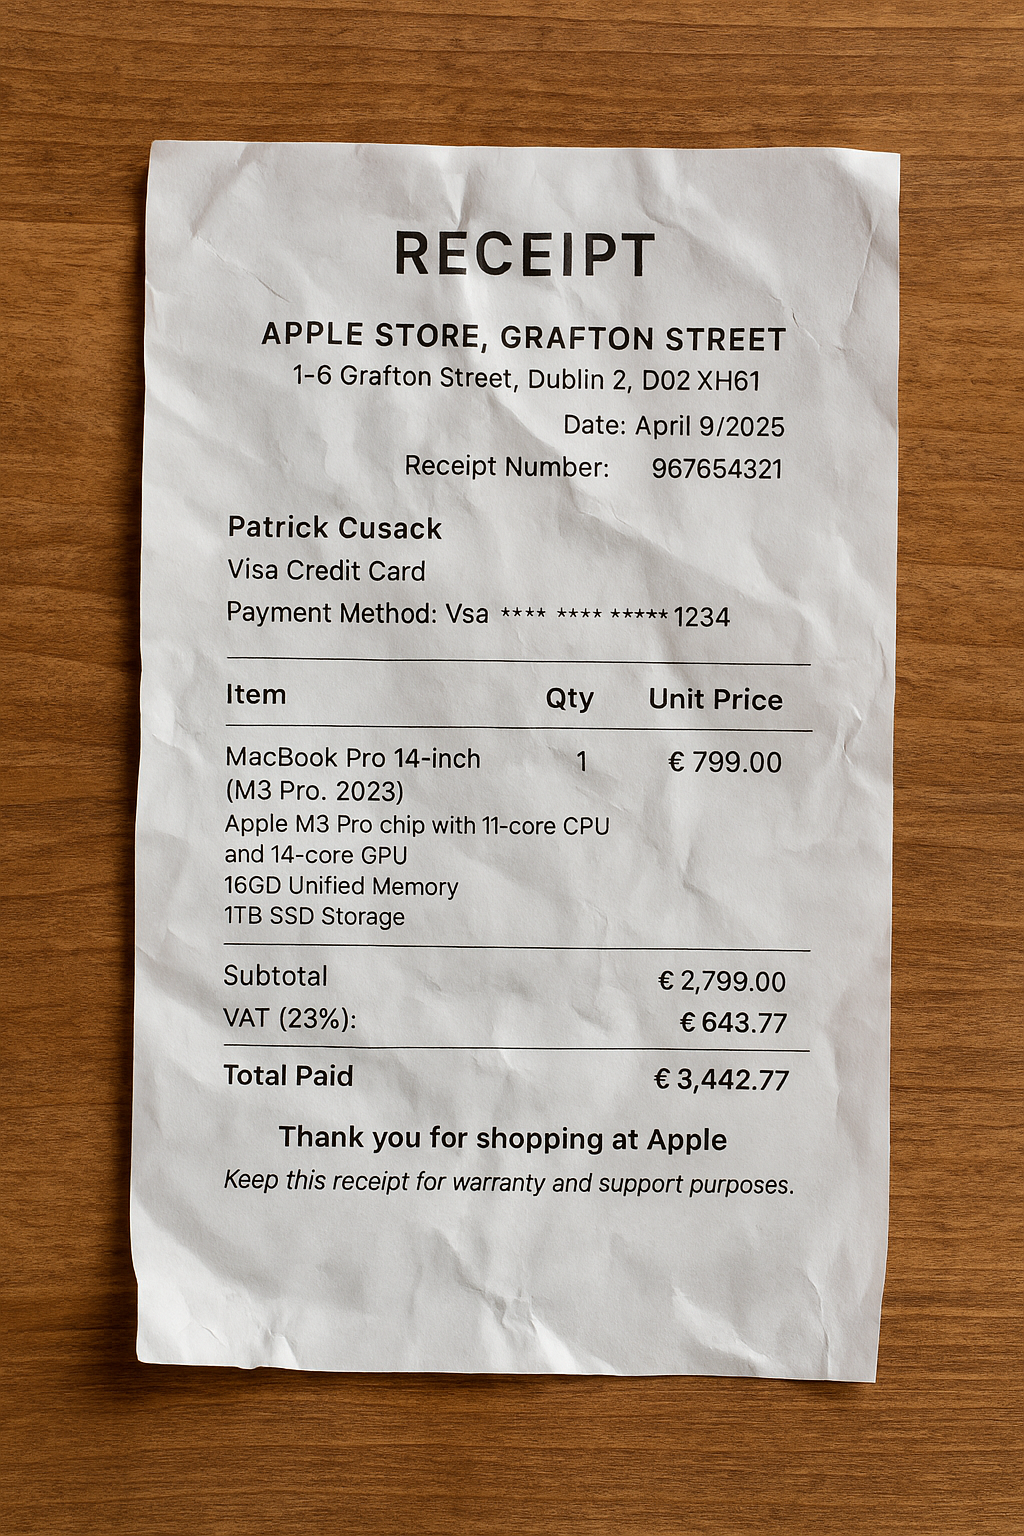 RECEIPT
APPLE STORE, GRAFTON STREET
1-6 Grafton Street, Dublin 2, D02 XH61
Date: April 9/2025
Receipt Number: 967654321
Patrick Cusack
Visa Credit Card
Payment Method: Vsa **** **** ***** 1234
Item Qty Unit Price
MacBook Pro 14-inch 1 € 799.00
(M3 Pro. 2023)
Apple M3 Pro chip with 11-core CPU
and 14-core GPU
16GD Unified Memory
1TB SSD Storage
Subtotal € 2,799.00
VAT (23%): € 643.77
Total Paid € 3,442.77
Thank you for shopping at Apple
Keep this receipt for warranty and support purposes.